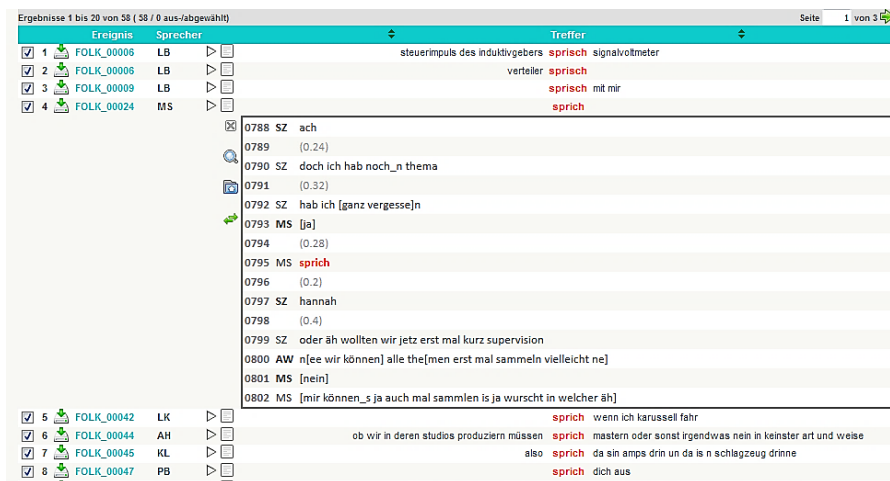 Ergebnisse 1 bis 20 von 58 ( 58 / 0 aus-/abgewählt) Seite 1 von 3
Ereignis Sprecher Treffer
1 FOLK_00006 LB steuerimpuls des induktivgebers sprisch signalvoltmeter
2 FOLK_00006 LB verteiler sprisch
3 FOLK_00009 LB sprisch mit mir
4 FOLK_00024 MS sprich
0788 SZ ach
0789 (0.24)
0790 SZ doch ich hab noch_n thema
0791 (0.32)
0792 SZ hab ich [ganz vergesse]n
0793 MS [ja]
0794 (0.28)
0795 MS sprich
0796 (0.2)
0797 SZ hannah
0798 (0.4)
0799 SZ oder äh wollten wir jetz erst mal kurz supervision
0800 AW n[ee wir können] alle the[men erst mal sammeln vielleicht ne]
0801 MS [nein]
0802 MS [mir können_s ja auch mal sammlen is ja wurscht in welcher äh]
5 FOLK_00042 LK sprich wenn ich karussell fahr
6 FOLK_00044 AH ob wir in deren studios produziern müssen sprich mastern oder sonst irgendwas nein in keinster art und weise
7 FOLK_00045 KL also sprich da sin amps drin un da is n schlagzeug drinne
8 FOLK_00047 PB sprich dich aus